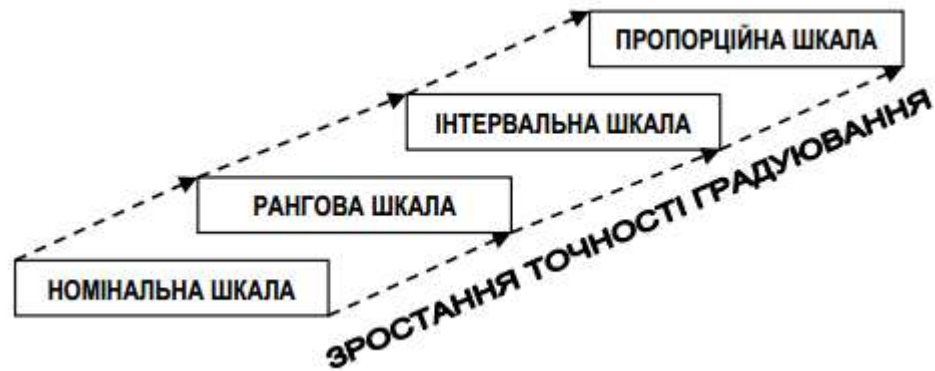 ПРОПОРЦІЙНА ШКАЛА
ІНТЕРВАЛЬНА ШКАЛА
РАНГОВА ШКАЛА
НОМІНАЛЬНА ШКАЛА
ЗРОСТАННЯ ТОЧНОСТІ ГРАДУЮВАННЯ